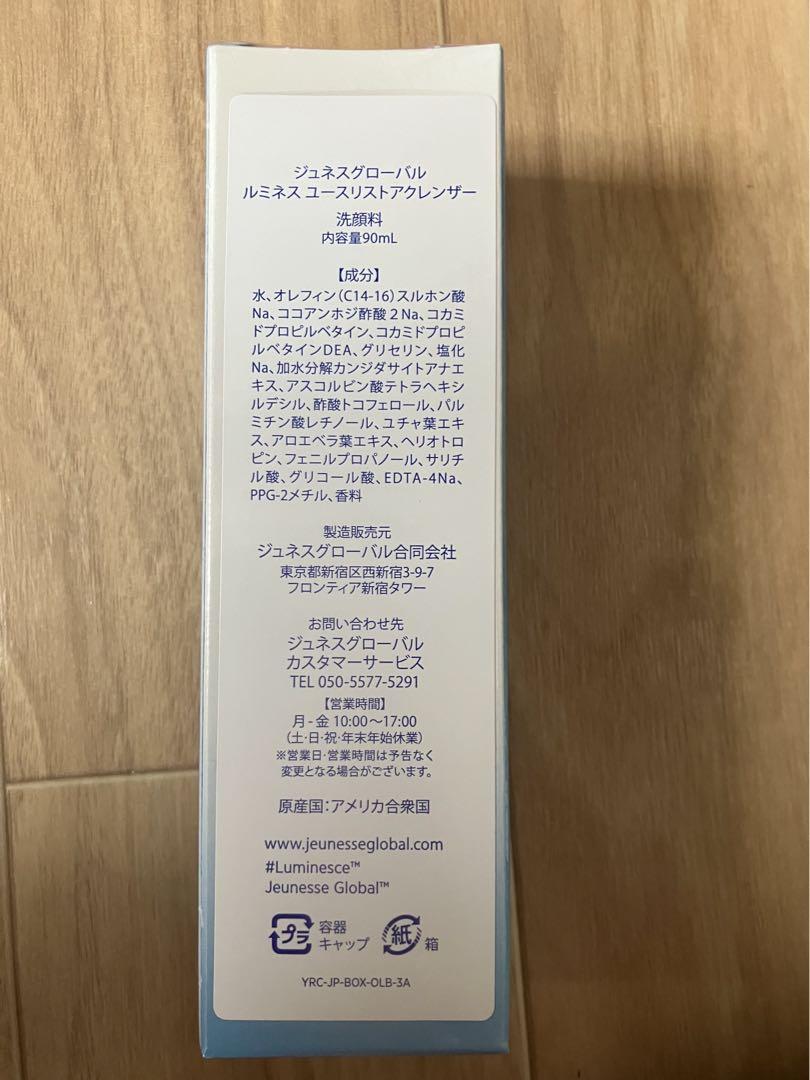 ジュネスグローバル
ルミネス ユースリストアクレンザー
洗顔料
内容量90mL
【成分】
水、オレフィン(C14-16)スルホン酸
Na、ココアンホジ酢酸2Na、コカミ
ドプロピルベタイン、コカミドプロピ
ルベタインDEA、グリセリン、塩化
Na、加水分解カンジダサイトアナエ
キス、アスコルビン酸テトラヘキシ
ルデシル、酢酸トコフェロール、パル
ミチン酸レチノール、ユチャ葉エキ
ス、アロエベラ葉エキス、ヘリオトロ
ピン、フェニルプロパノール、サリチ
ル酸、グリコール酸、EDTA-4Na、
PPG-2メチル、香料
製造販売元
ジュネスグローバル合同会社
東京都新宿区西新宿3-9-7
フロンティア新宿タワー
お問い合わせ先
ジュネスグローバル
カスタマーサービス
TEL 050-5577-5291
【営業時間】
月-金 10:00〜17:00
(土・日・祝・年末年始休業)
※営業日・営業時間は予告なく
変更となる場合がございます。
原産国:アメリカ合衆国
www.jeunesseglobal.com
#Luminesce™
Jeunesse Global™
プラ 容器
キャップ
紙 箱
YRC-JP-BOX-OLB-3A